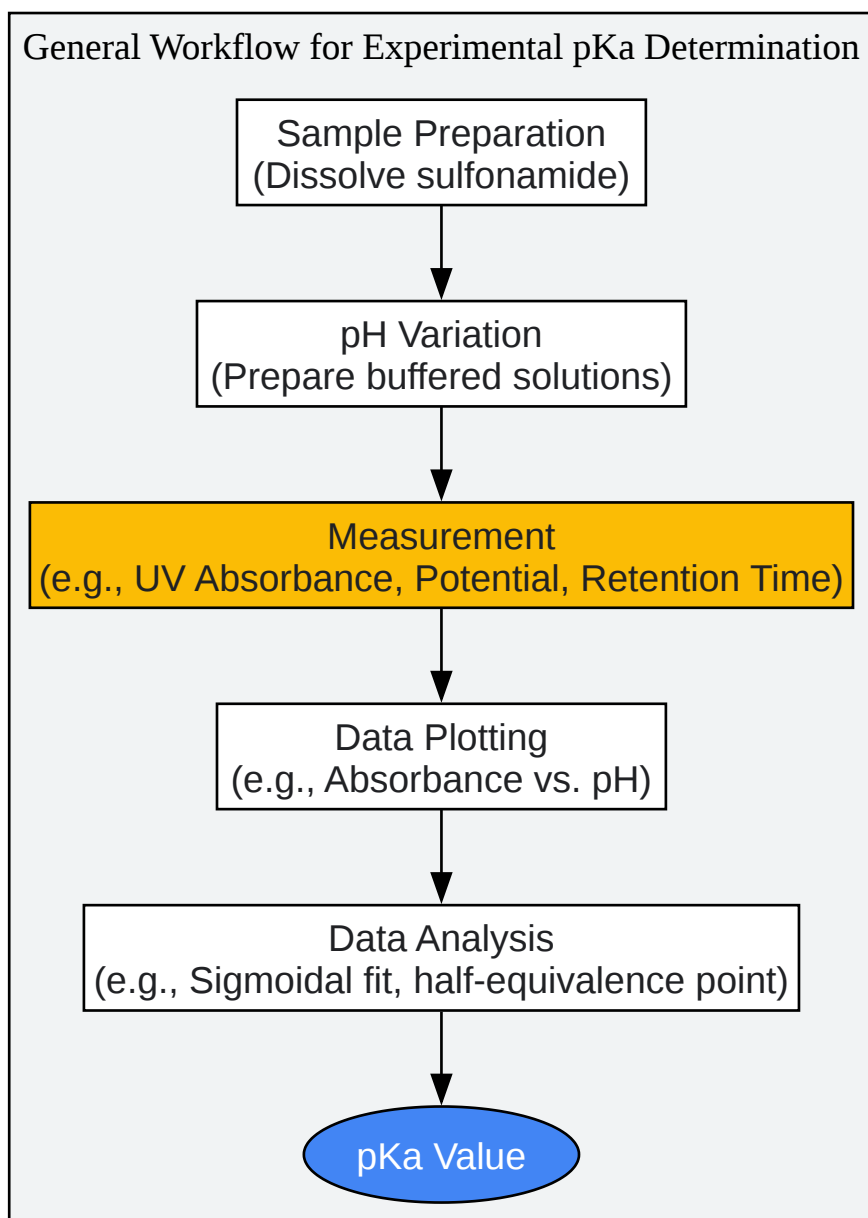 General Workflow for Experimental pKa Determination
Sample Preparation
(Dissolve sulfonamide)
pH Variation
(Prepare buffered solutions)
Measurement
(e.g., UV Absorbance, Potential, Retention Time)
Data Plotting
(e.g., Absorbance vs. pH)
Data Analysis
(e.g., Sigmoidal fit, half-equivalence point)
pKa Value